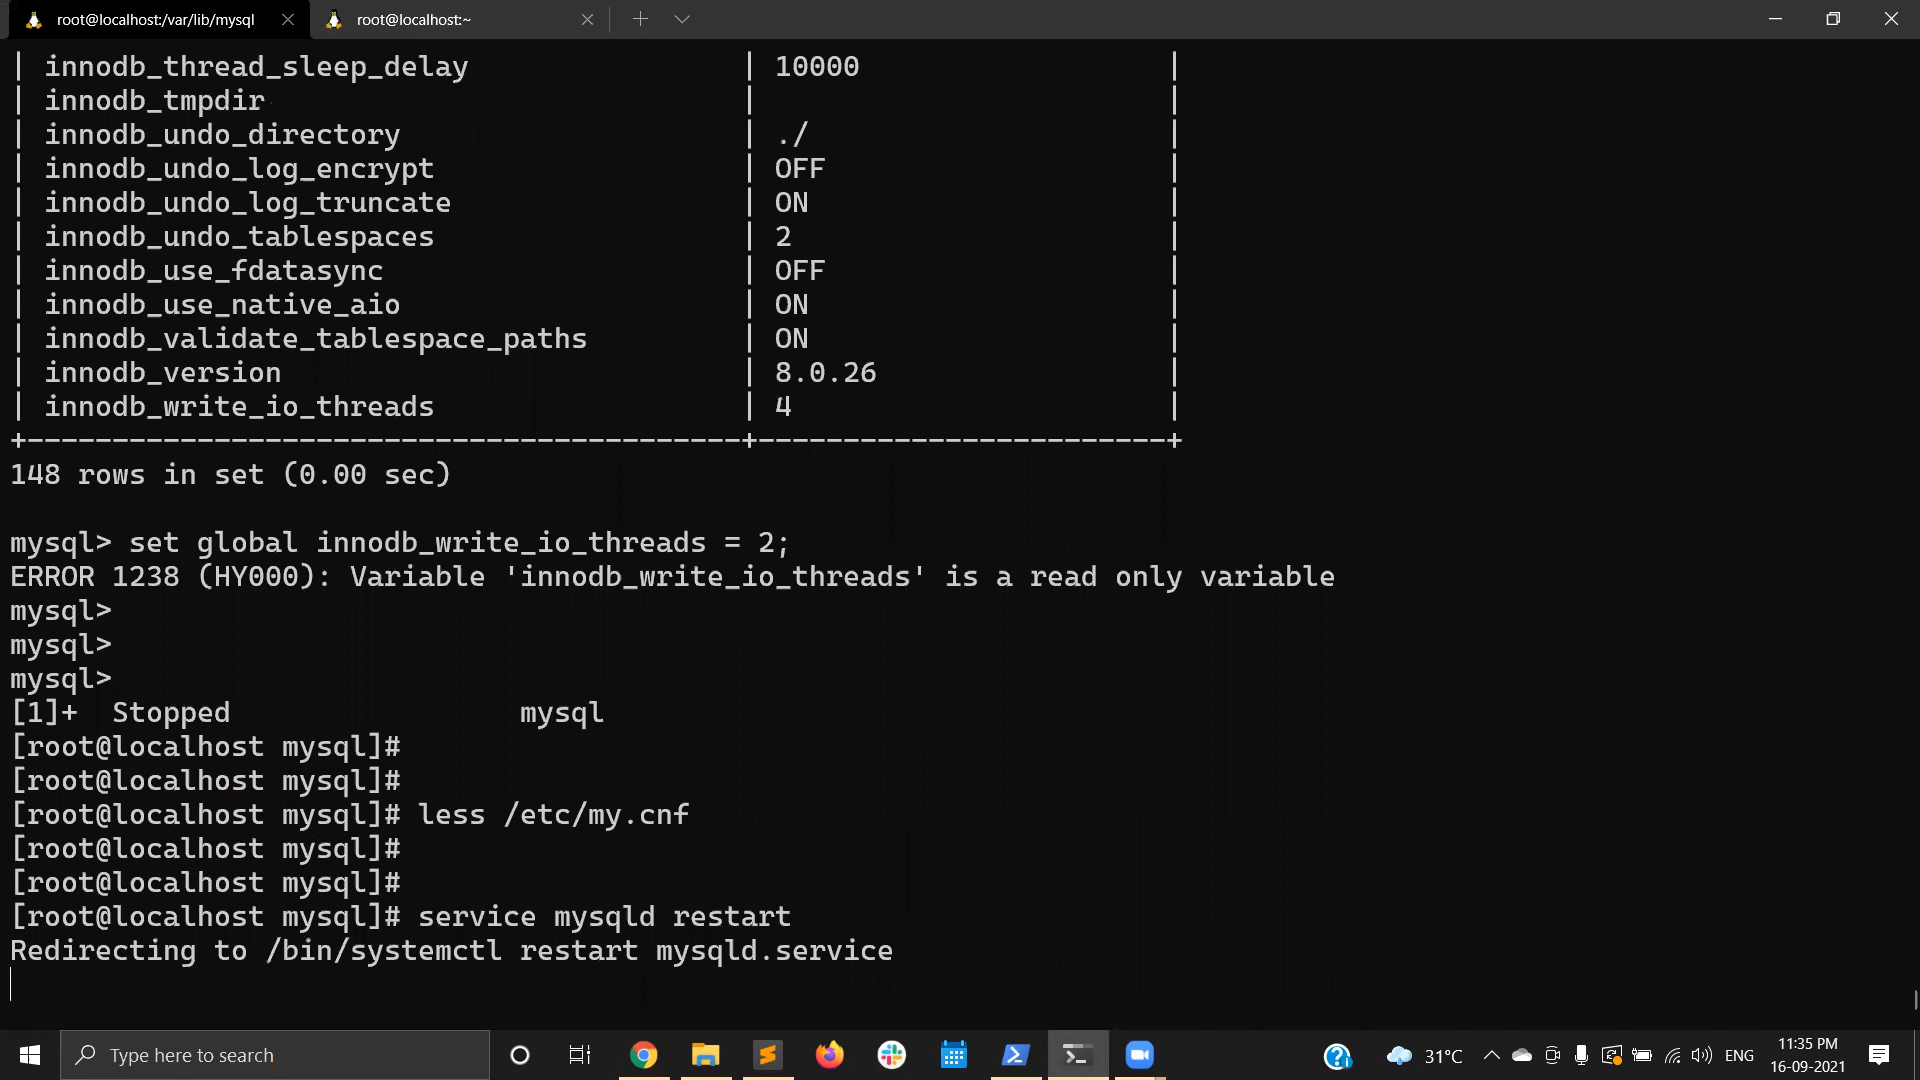 root@localhost:/var/lib/mysql root@localhost:~
| innodb_thread_sleep_delay | 10000 |
| innodb_tmpdir | |
| innodb_undo_directory | ./ |
| innodb_undo_log_encrypt | OFF |
| innodb_undo_log_truncate | ON |
| innodb_undo_tablespaces | 2 |
| innodb_use_fdatasync | OFF |
| innodb_use_native_aio | ON |
| innodb_validate_tablespace_paths | ON |
| innodb_version | 8.0.26 |
| innodb_write_io_threads | 4 |
+------------------------------------------+------------------------+
148 rows in set (0.00 sec)
mysql> set global innodb_write_io_threads = 2;
ERROR 1238 (HY000): Variable 'innodb_write_io_threads' is a read only variable
mysql>
mysql>
mysql>
[1]+ Stopped mysql
[root@localhost mysql]#
[root@localhost mysql]#
[root@localhost mysql]# less /etc/my.cnf
[root@localhost mysql]#
[root@localhost mysql]#
[root@localhost mysql]# service mysqld restart
Redirecting to /bin/systemctl restart mysqld.service
Type here to search 31°C ENG 11:35 PM
16-09-2021